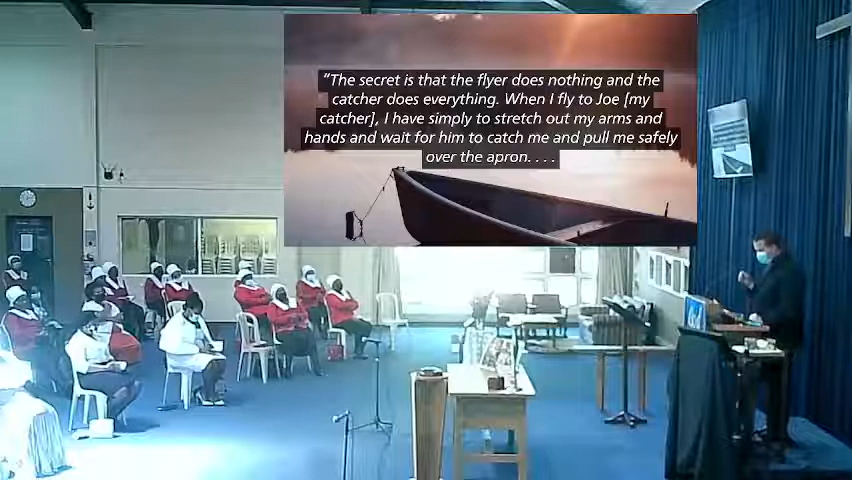 "The secret is that the flyer does nothing and the
catcher does everything. When I fly to Joe [my
catcher], I have simply to stretch out my arms and
hands and wait for him to catch me and pull me safely
over the apron. . . .